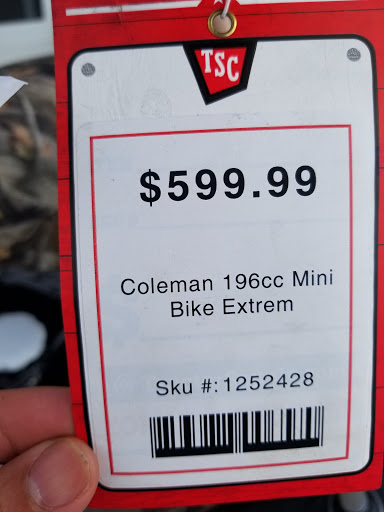 TSC
$599.99
Coleman 196cc Mini
Bike Extrem
Sku #:1252428